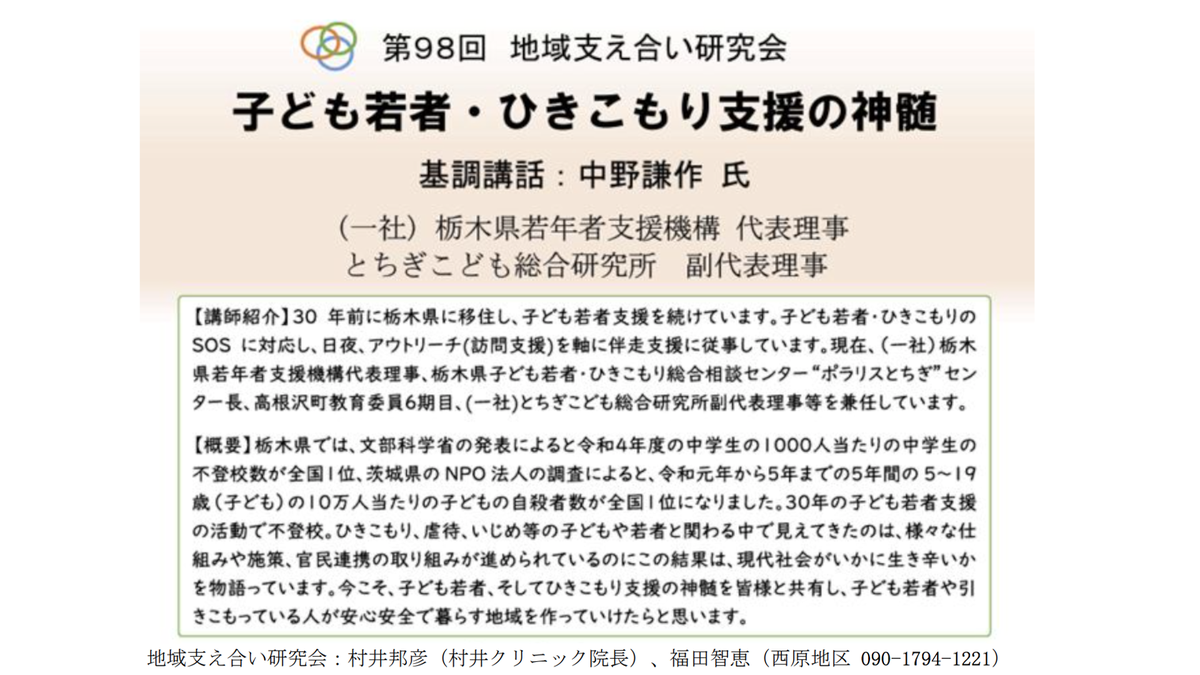 第98回 地域支え合い研究会
子ども若者・ひきこもり支援の神髄
基調講話：中野謙作 氏
（一社）栃木県若年者支援機構 代表理事
とちぎこども総合研究所　副代表理事
【講師紹介】30 年前に栃木県に移住し、子ども若者支援を続けています。子ども若者・ひきこもりの
SOS に対応し、日夜、アウトリーチ(訪問支援)を軸に伴走支援に従事しています。現在、（一社）栃木
県若年者支援機構代表理事、栃木県子ども若者・ひきこもり総合相談センター“ポラリスとちぎ”セン
ター長、高根沢町教育委員6期目、(一社)とちぎこども総合研究所副代表理事等を兼任しています。
【概要】栃木県では、文部科学省の発表によると令和4年度の中学生の1000人当たりの中学生の
不登校数が全国1位、茨城県の NPO 法人の調査によると、令和元年から5年までの5年間の 5～19
歳（子ども）の10万人当たりの子どもの自殺者数が全国1位になりました。30年の子ども若者支援
の活動で不登校。ひきこもり、虐待、いじめ等の子どもや若者と関わる中で見えてきたのは、様々な仕
組みや施策、官民連携の取り組みが進められているのにこの結果は、現代社会がいかに生き辛いか
を物語っています。今こそ、子ども若者、そしてひきこもり支援の神髄を皆様と共有し、子ども若者や引
きこもっている人が安心安全で暮らす地域を作っていけたらと思います。
地域支え合い研究会：村井邦彦（村井クリニック院長）、福田智恵（西原地区 090-1794-1221）